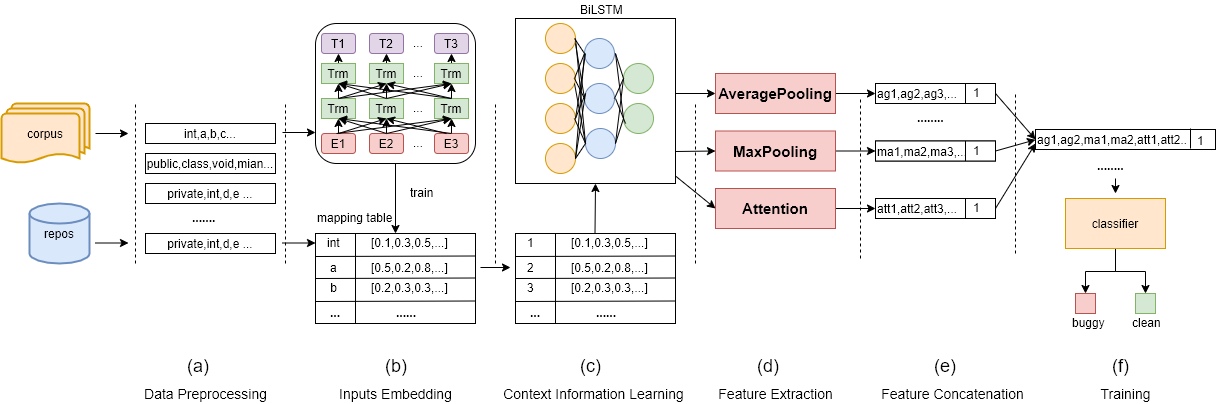 corpus
repos
int,a,b,c...
public,class,void,mian...
private,int,d,e ...
.......
private,int,d,e ...
T1 T2 ... T3
Trm Trm ... Trm
Trm Trm ... Trm
E1 E2 ... E3
train
mapping table
int [0.1,0.3,0.5,...]
a [0.5,0.2,0.8,...]
b [0.2,0.3,0.3,...]
... ......
BiLSTM
1 [0.1,0.3,0.5,...]
2 [0.5,0.2,0.8,...]
3 [0.2,0.3,0.3,...]
... ......
AveragePooling
MaxPooling
Attention
ag1,ag2,ag3,... 1
........
ma1,ma2,ma3,.. 1
att1,att2,att3,... 1
ag1,ag2,ma1,ma2,att1,att2.. 1
........
classifier
buggy clean
(a) (b) (c) (d) (e) (f)
Data Preprocessing Inputs Embedding Context Information Learning Feature Extraction Feature Concatenation Training